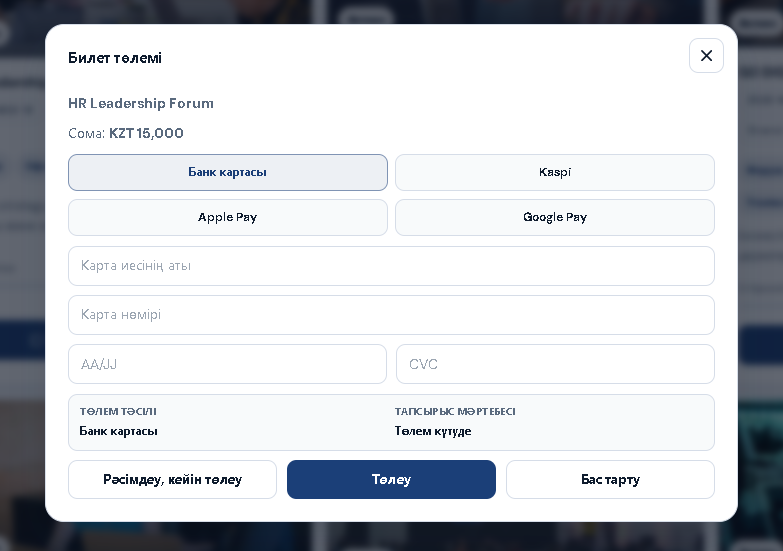 Билет төлемі
HR Leadership Forum
Сома: KZT 15,000
Банк картасы
Kaspi
Apple Pay
Google Pay
Карта иесінің аты
Карта нөмірі
АА/JJ
CVC
ТӨЛЕМ ТӘСІЛІ
ТАПСЫРЫС МӘРТЕБЕСІ
Банк картасы
Төлем күтуде
Рәсімдеу, кейін төлеу
Төлеу
Бас тарту